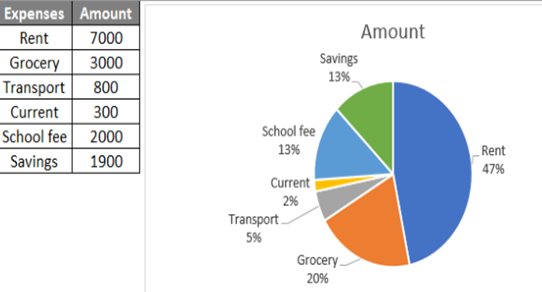 Expenses Amount
Rent 7000
Grocery 3000
Transport 800
Current 300
School fee 2000
Savings 1900
Amount
Savings
13%
School fee
13%
Current
2%
Transport
5%
Grocery
20%
Rent
47%